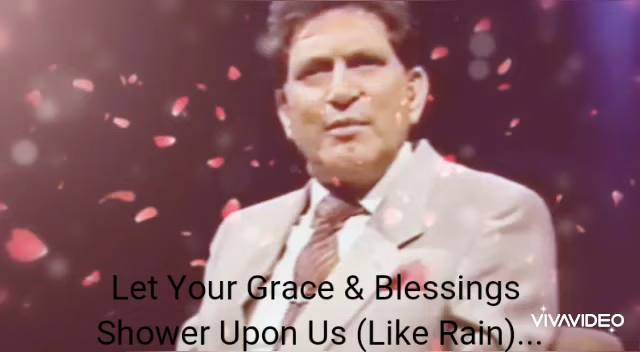 Let Your Grace & Blessings
Shower Upon Us (Like Rain)...
VIVAVIDEO